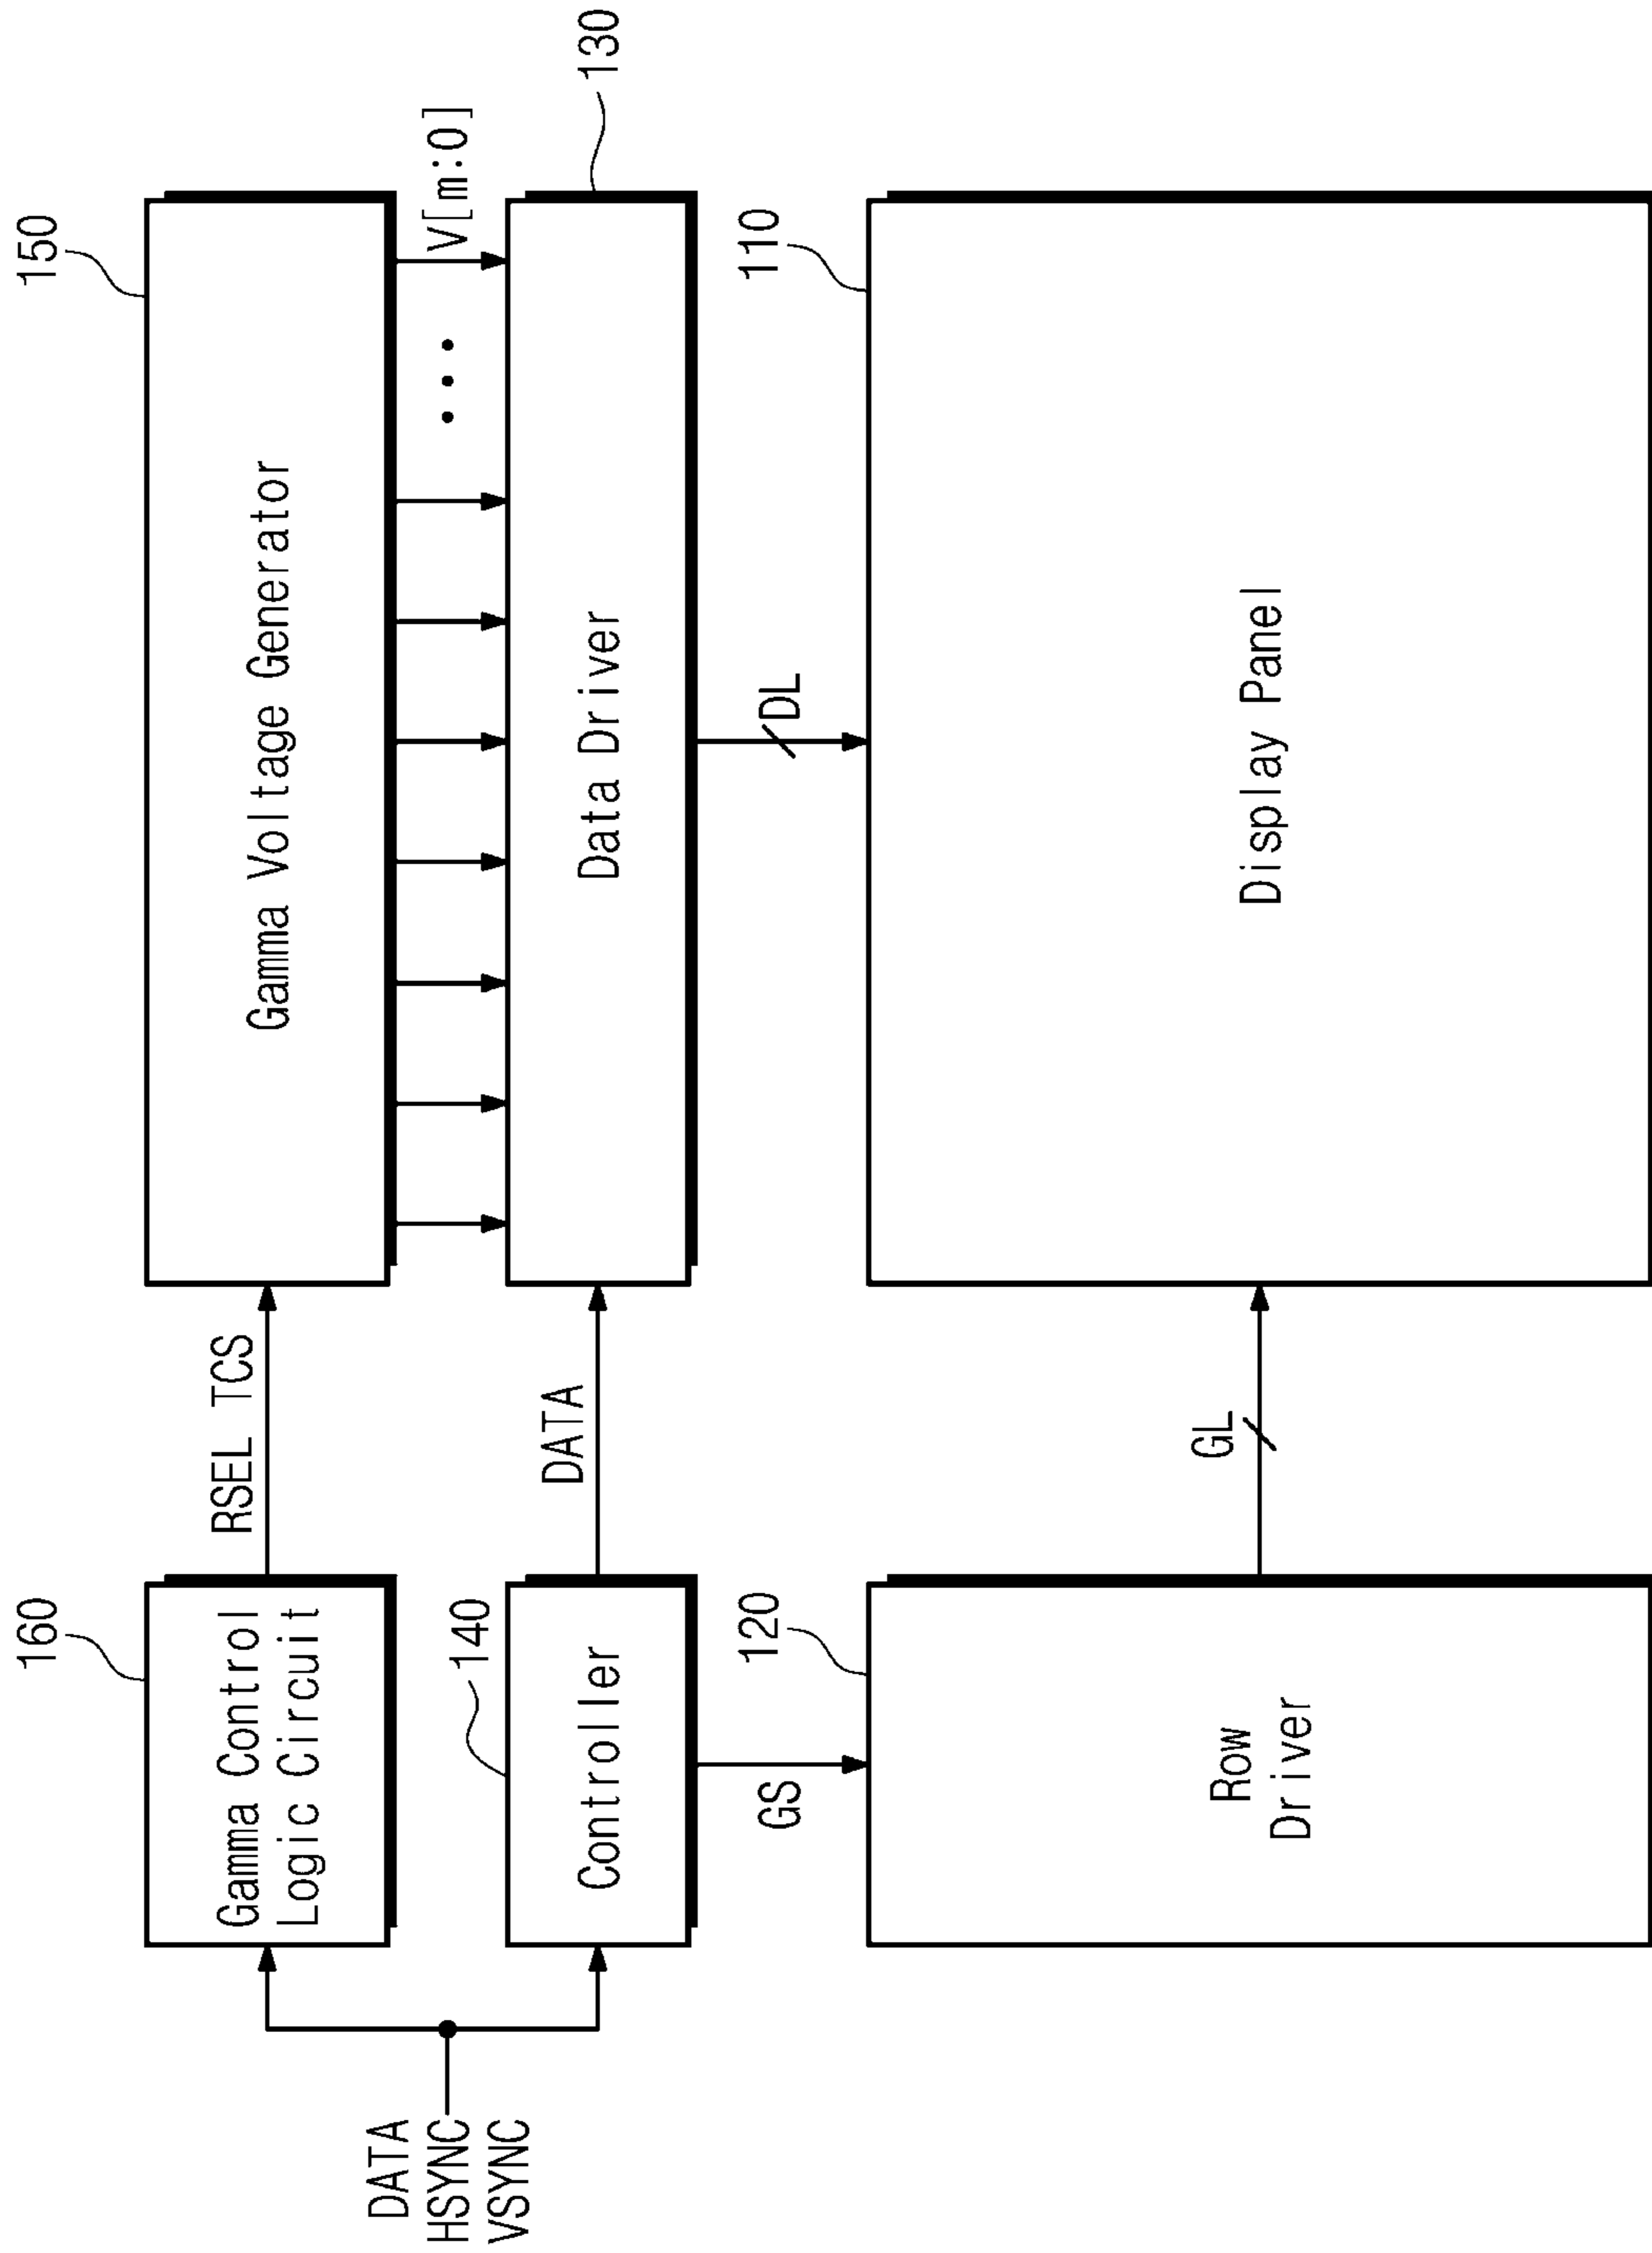 160
150
Gamma Control
Logic Circuit
RSEL TCS
Gamma Voltage Generator
V[m:0]
DATA
HSYNC
VSYNC
140
Controller
DATA
Data Driver
130
GS
DL
120
110
Row
Driver
GL
Display Panel